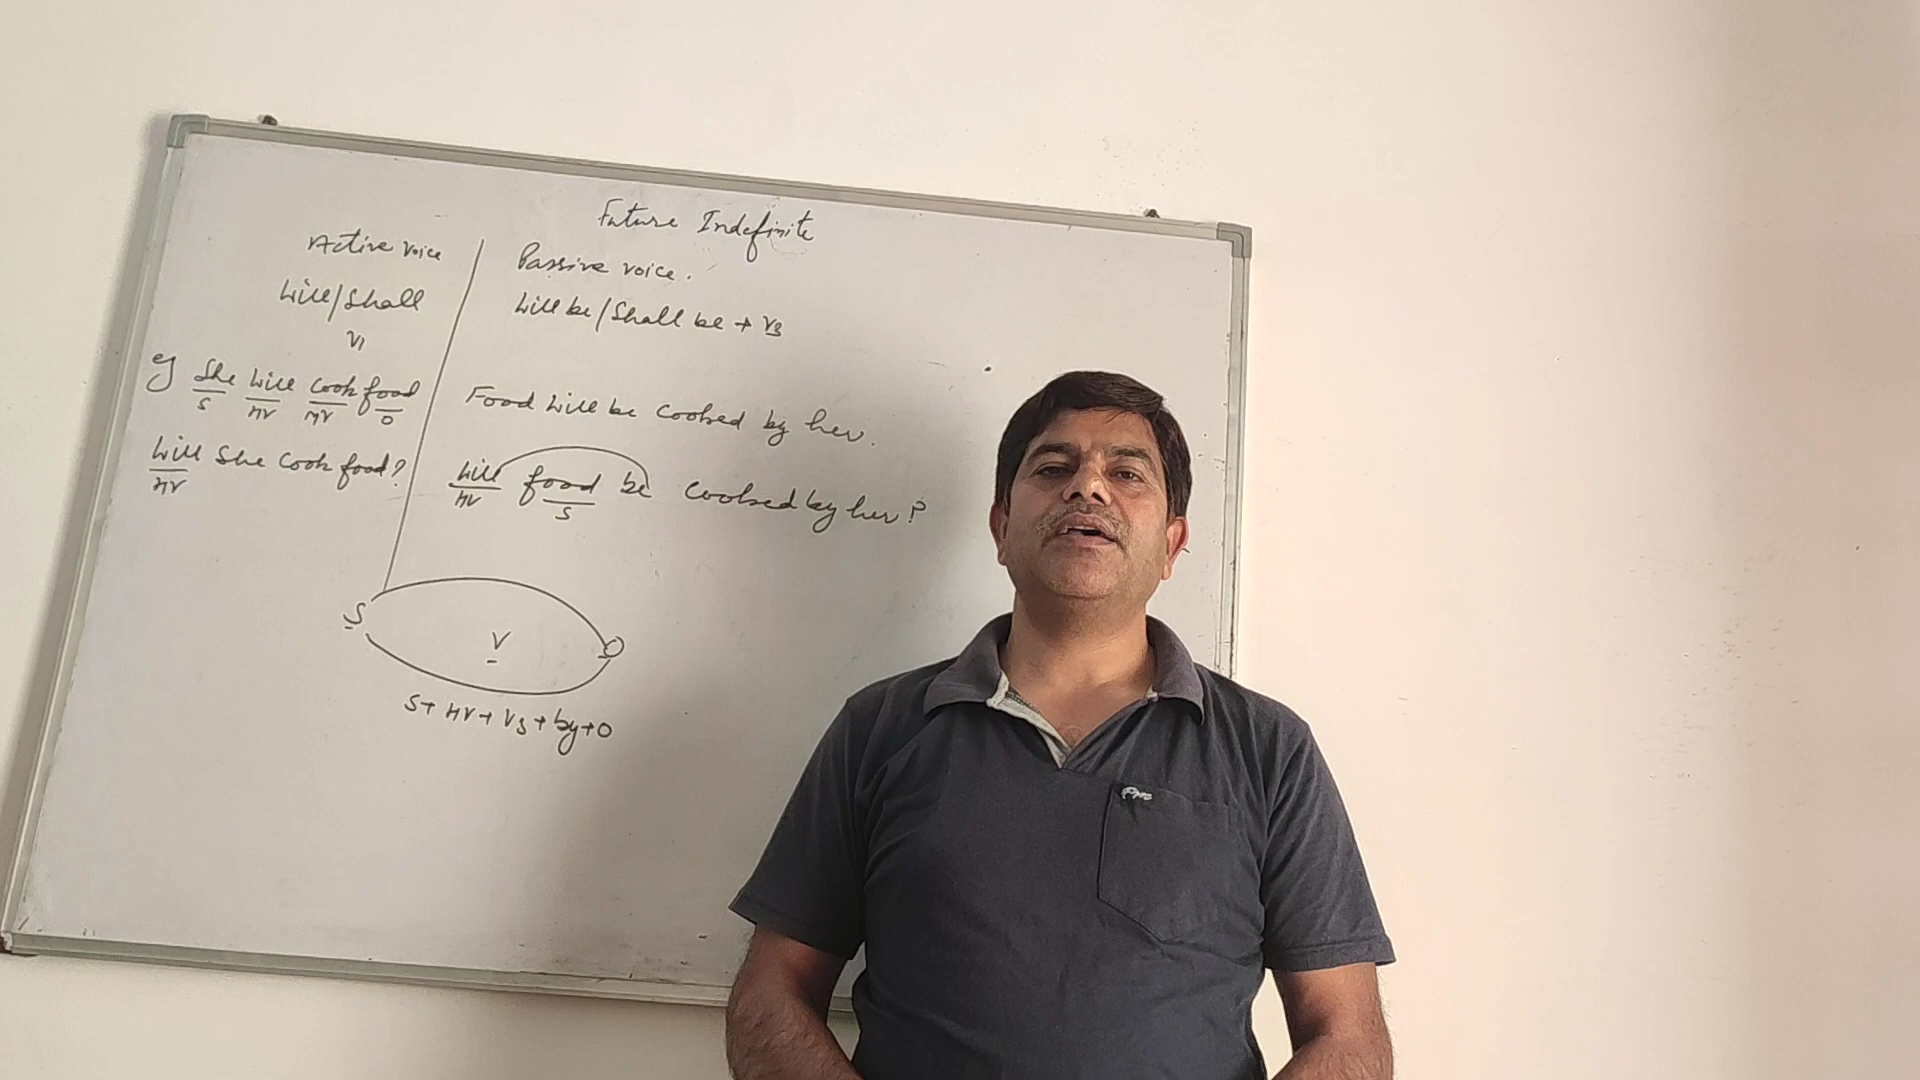 Future Indefinite
Active Voice
Will/Shall
V1
eg She Will Cook food
S HV MV O
Will She Cook food?
HV
Passive Voice.
Will be/Shall be + V3
Food Will be Cooked by her.
Will food be Cooked by her?
HV S
S V O
S+ HV+ V3+by+O